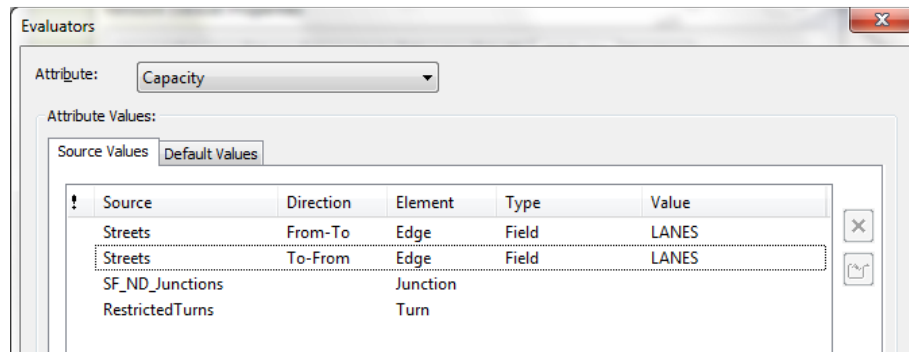 Evaluators
Attribute: Capacity
Attribute Values:
Source Values Default Values
! Source Direction Element Type Value
Streets From-To Edge Field LANES
Streets To-From Edge Field LANES
SF_ND_Junctions Junction
RestrictedTurns Turn